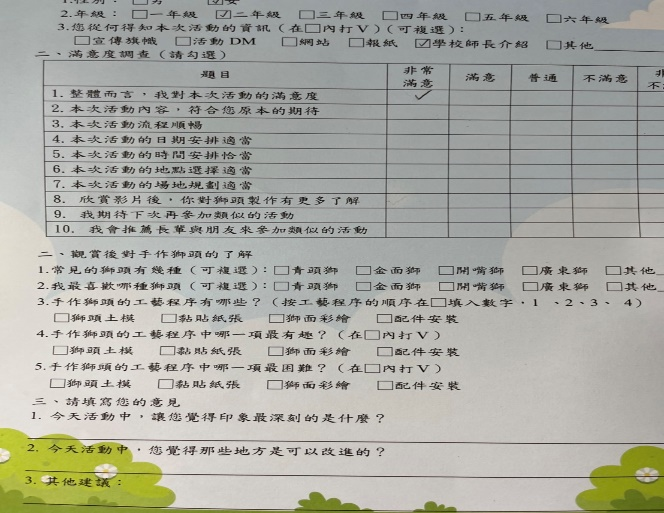 1.性別：□男 ☑女
2.年級：□一年級 ☑二年級 □三年級 □四年級 □五年級 □六年級
3.您從何得知本次活動的資訊（在□內打V）（可複選）：
□宣傳旗幟 □活動 DM □網站 □報紙 ☑學校師長介紹 □其他
二、滿意度調查（請勾選）
題目 非常滿意 滿意 普通 不滿意
1. 整體而言，我對本次活動的滿意度 ✓
2. 本次活動內容，符合您原本的期待
3. 本次活動流程順暢
4. 本次活動的日期安排適當
5. 本次活動的時間安排恰當
6. 本次活動的地點選擇適當
7. 本次活動的場地規劃適當
8. 欣賞影片後，你對獅頭製作有更多了解
9. 我期待下次再參加類似的活動
10. 我會推薦長輩與朋友來參加類似的活動
二、觀賞後對手作獅頭的了解
1.常見的獅頭有幾種（可複選）：□青頭獅 □金面獅 □開嘴獅 □廣東獅 □其他
2.我最喜歡哪種獅頭（可複選）：□青頭獅 □金面獅 □開嘴獅 □廣東獅 □其他
3.手作獅頭的工藝程序有哪些？（按工藝程序的順序在□填入數字，1、2、3、4）
□獅頭土模 □黏貼紙張 □獅面彩繪 □配件安裝
4.手作獅頭的工藝程序中哪一項最有趣？（在□內打V）
□獅頭土模 □黏貼紙張 □獅面彩繪 □配件安裝
5.手作獅頭的工藝程序中哪一項最困難？（在□內打V）
□獅頭土模 □黏貼紙張 □獅面彩繪 □配件安裝
三、請填寫您的意見
1. 今天活動中，讓您覺得印象最深刻的是什麼？
2. 今天活動中，您覺得那些地方是可以改進的？
3. 其他建議：